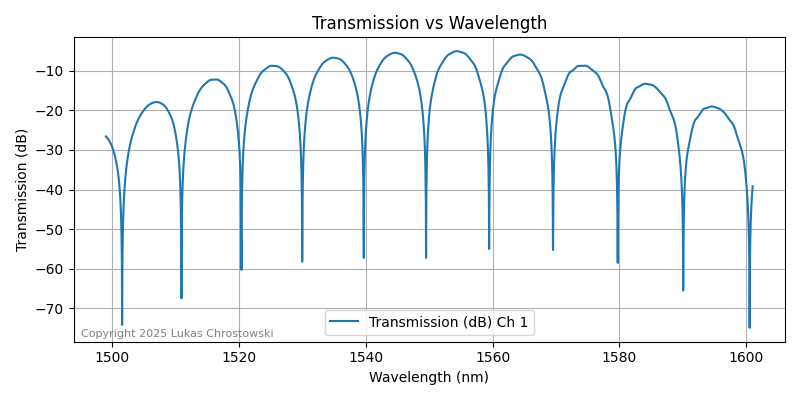 Transmission vs Wavelength
Transmission (dB)
−10
−20
−30
−40
−50
−60
−70
Transmission (dB) Ch 1
Copyright 2025 Lukas Chrostowski
1500 1520 1540 1560 1580 1600
Wavelength (nm)